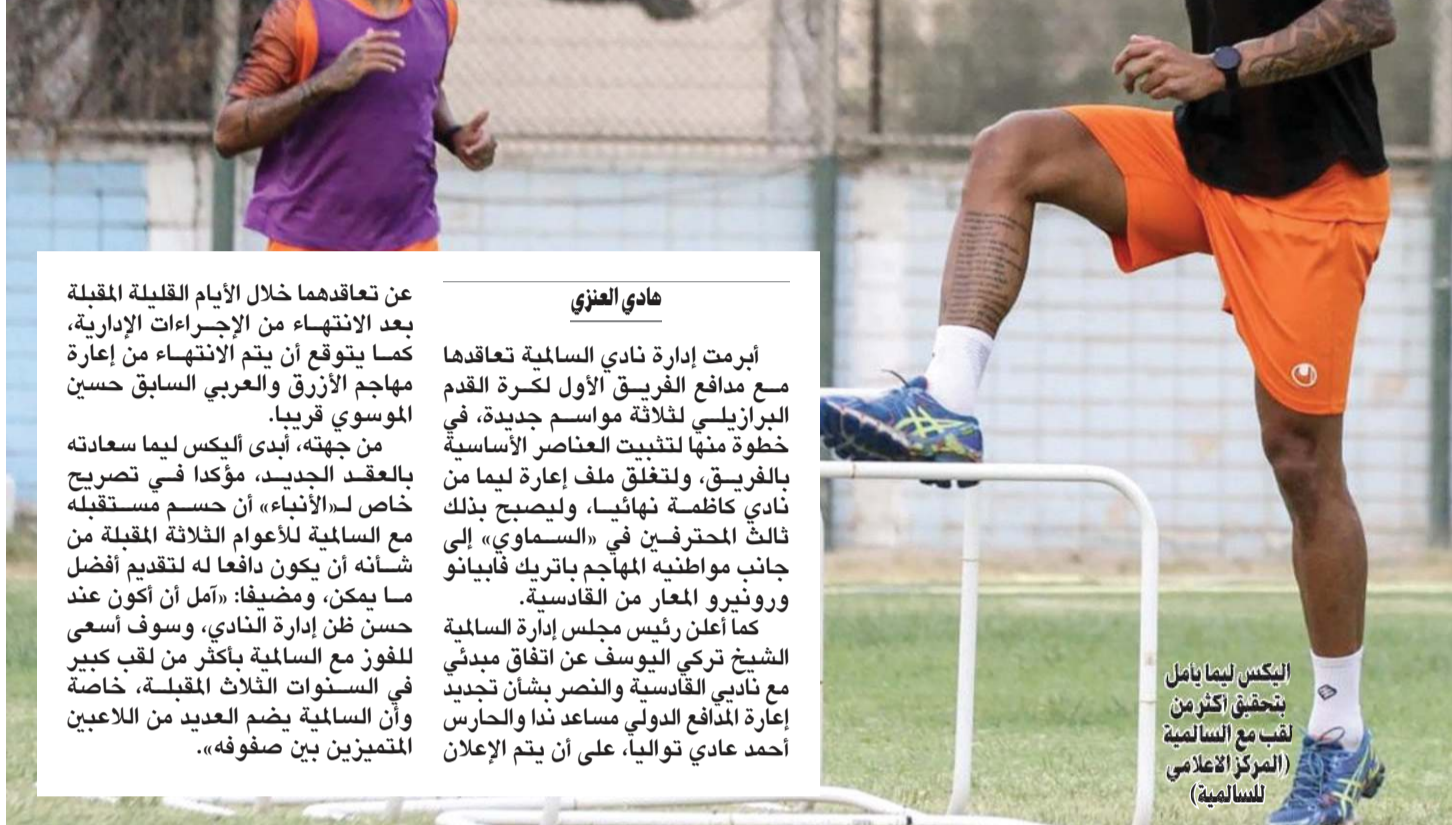 هادي العنزي
أبرمت إدارة نادي السالمية تعاقدها
مع مدافع الفريق الأول لكرة القدم
البرازيلي لثلاثة مواسم جديدة، في
خطوة منها لتثبيت العناصر الأساسية
بالفريق، ولتغلق ملف إعارة ليما من
نادي كاظمة نهائيا، وليصبح بذلك
ثالث المحترفين في «السماوي» إلى
جانب مواطنيه المهاجم باتريك فابيانو
ورونيرو المعار من القادسية.
كما أعلن رئيس مجلس إدارة السالمية
الشيخ تركي اليوسف عن اتفاق مبدئي
مع ناديي القادسية والنصر بشأن تجديد
إعارة المدافع الدولي مساعد ندا والحارس
أحمد عادي تواليا، على أن يتم الإعلان
عن تعاقدهما خلال الأيام القليلة المقبلة
بعد الانتهاء من الإجراءات الإدارية،
كما يتوقع أن يتم الانتهاء من إعارة
مهاجم الأزرق والعربي السابق حسين
الموسوي قريبا.
من جهته، أبدى أليكس ليما سعادته
بالعقد الجديد، مؤكدا في تصريح
خاص لـ«الأنباء» أن حسم مستقبله
مع السالمية للأعوام الثلاثة المقبلة من
شأنه أن يكون دافعا له لتقديم أفضل
ما يمكن، ومضيفا: «آمل أن أكون عند
حسن ظن إدارة النادي، وسوف أسعى
للفوز مع السالمية بأكثر من لقب كبير
في السنوات الثلاث المقبلة، خاصة
وأن السالمية يضم العديد من اللاعبين
المتميزين بين صفوفه».
اليكس ليما يأمل
بتحقيق أكثر من
لقب مع السالمية
(المركز الاعلامي
للسالمية)